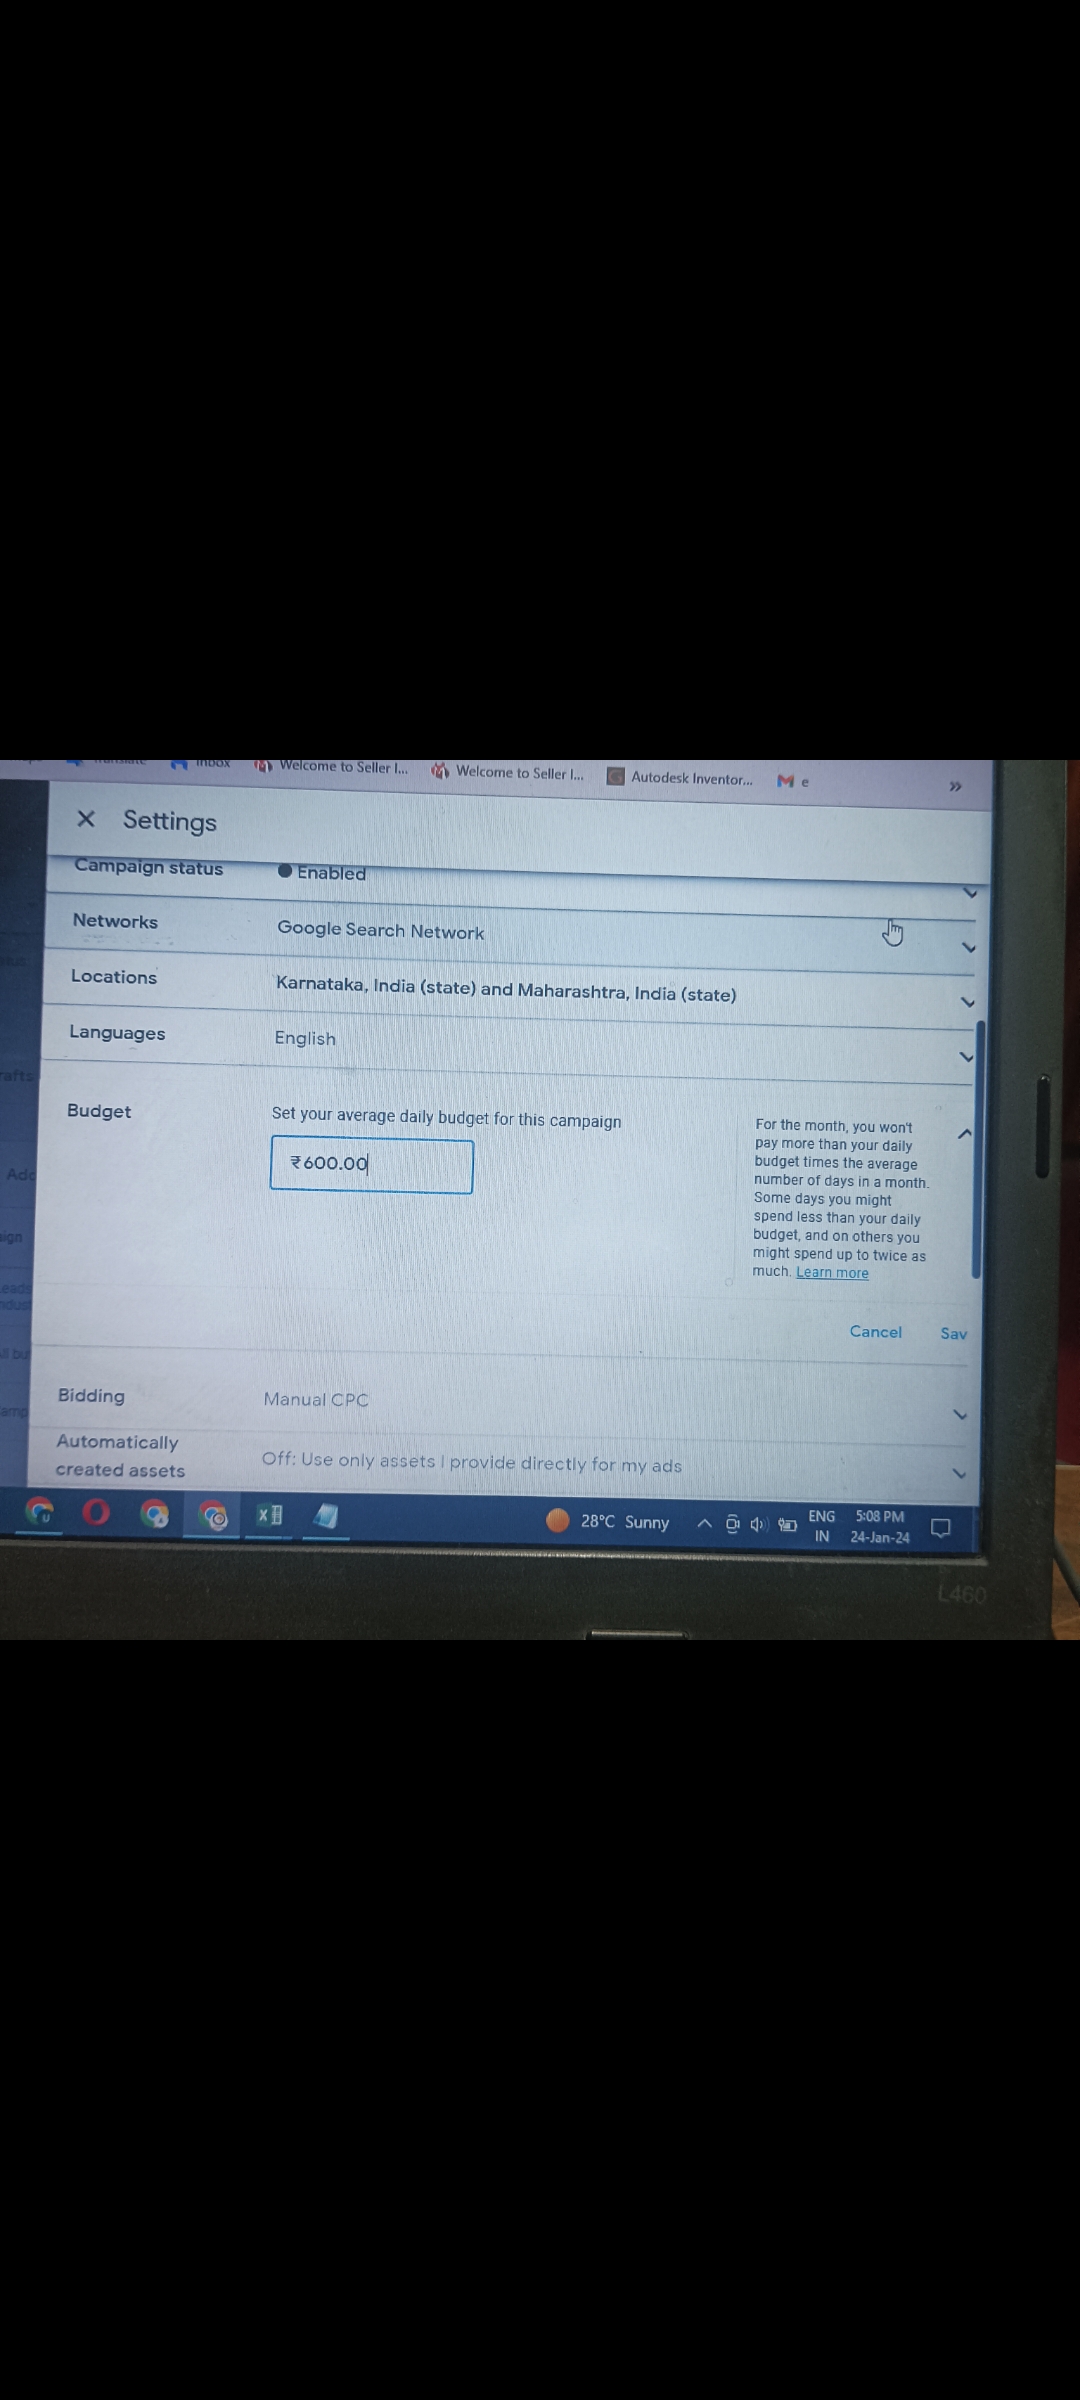 Translate Inbox Welcome to Seller I... Welcome to Seller I... Autodesk Inventor... e »
Settings
Campaign status Enabled
Networks Google Search Network
Locations Karnataka, India (state) and Maharashtra, India (state)
Languages English
rafts
Budget Set your average daily budget for this campaign
₹600.00
For the month, you won't
pay more than your daily
budget times the average
number of days in a month.
Some days you might
spend less than your daily
budget, and on others you
might spend up to twice as
much. Learn more
Cancel Sav
Bidding Manual CPC
Automatically
created assets Off: Use only assets I provide directly for my ads
28°C Sunny
ENG
IN
5:08 PM
24-Jan-24
L460